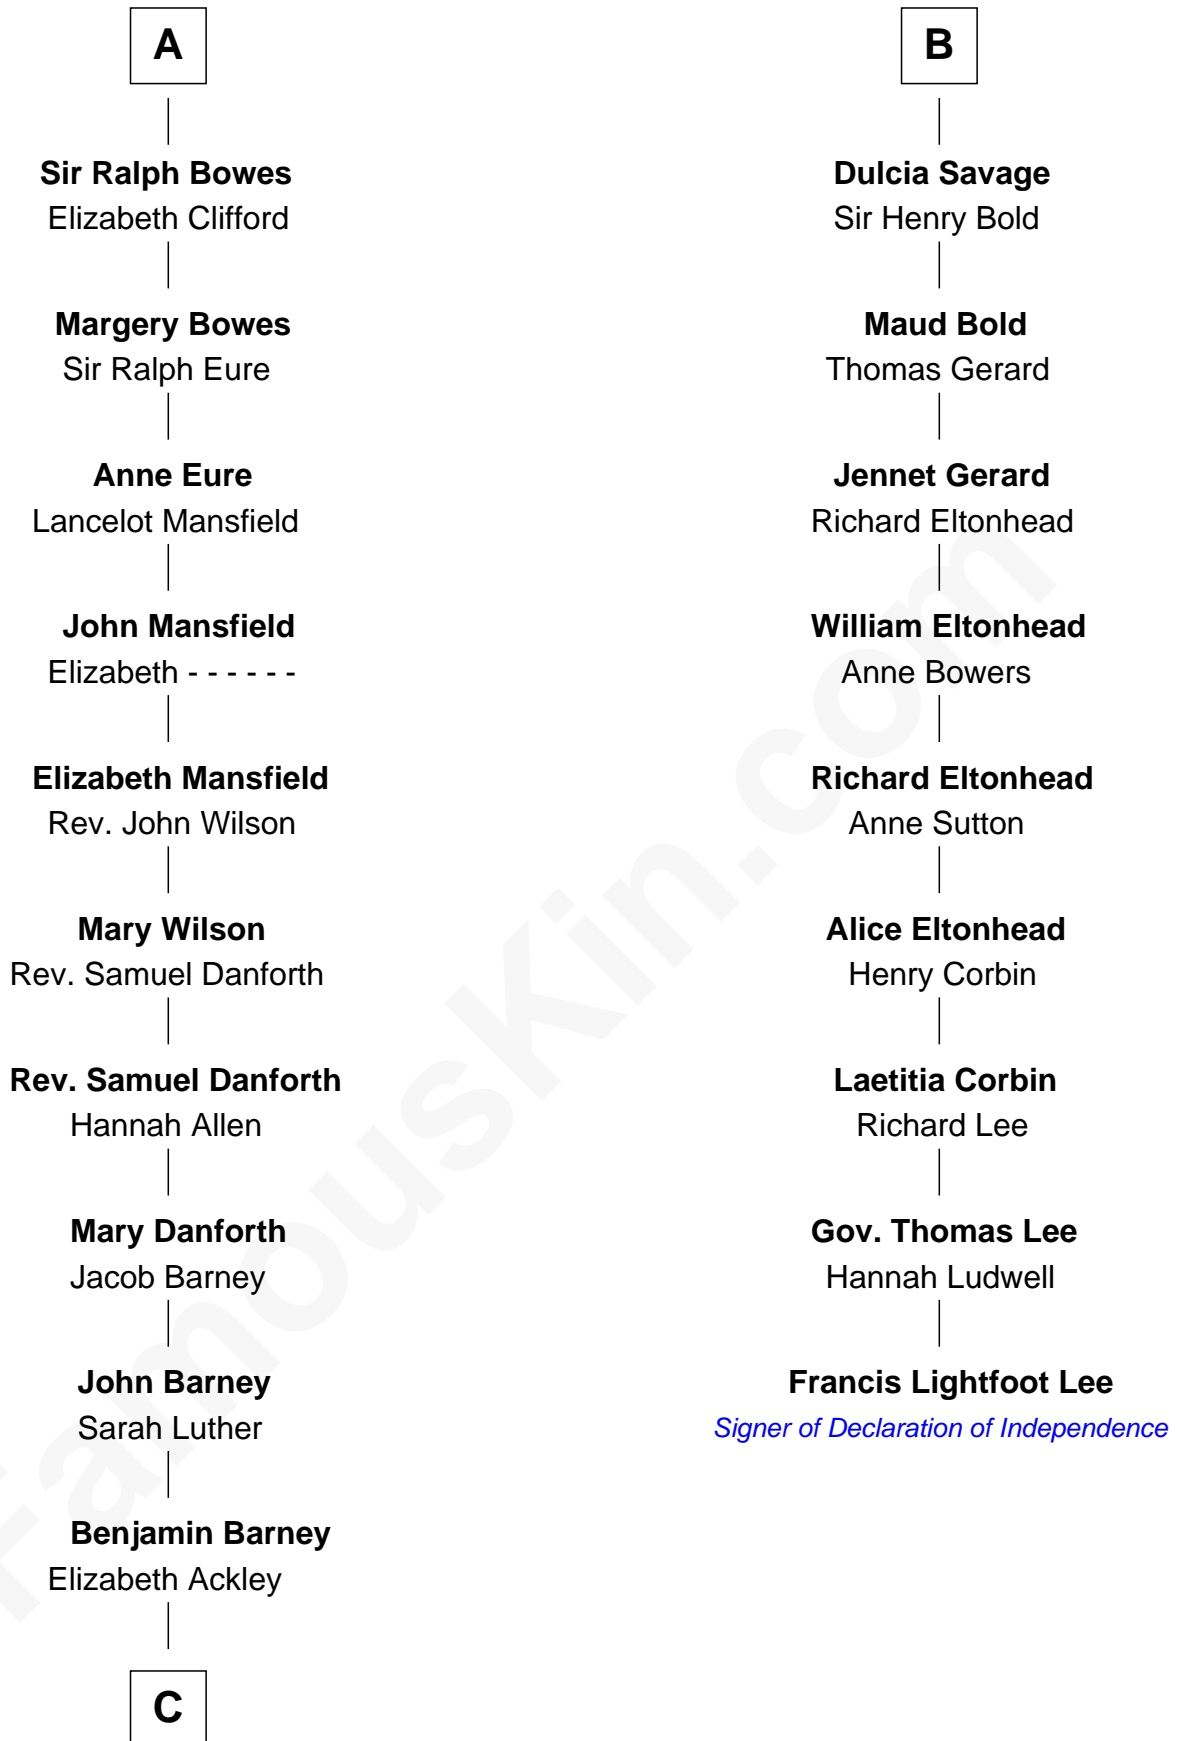 A
Sir Ralph Bowes
Elizabeth Clifford
Margery Bowes
Sir Ralph Eure
Anne Eure
Lancelot Mansfield
John Mansfield
Elizabeth - - - - - -
Elizabeth Mansfield
Rev. John Wilson
Mary Wilson
Rev. Samuel Danforth
Rev. Samuel Danforth
Hannah Allen
Mary Danforth
Jacob Barney
John Barney
Sarah Luther
Benjamin Barney
Elizabeth Ackley
C
B
Dulcia Savage
Sir Henry Bold
Maud Bold
Thomas Gerard
Jennet Gerard
Richard Eltonhead
William Eltonhead
Anne Bowers
Richard Eltonhead
Anne Sutton
Alice Eltonhead
Henry Corbin
Laetitia Corbin
Richard Lee
Gov. Thomas Lee
Hannah Ludwell
Francis Lightfoot Lee
Signer of Declaration of Independence
FamousKin.com